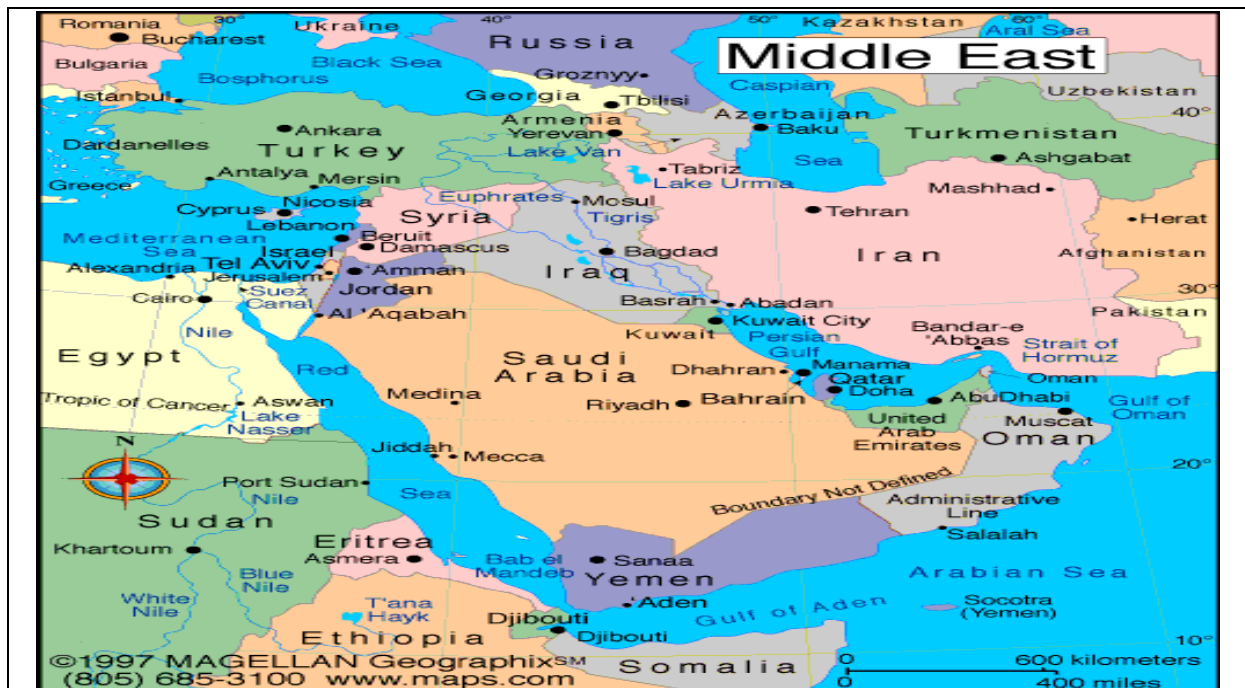 Romania
30°
Ukraine
40°
Russia
50°
Kazakhstan
60°
Aral Sea
Bucharest
Middle East
Bulgaria
Black Sea
Bosphorus
Groznyy
Caspian
Uzbekistan
Istanbul
Georgia
Tbilisi
Armenia
Azerbaijan
40°
Ankara
Yerevan
Baku
Turkmenistan
Dardanelles
Turkey
Lake Van
Sea
Ashgabat
Antalya
Mersin
Tabriz
Lake Urmia
Greece
Euphrates
Mosul
Mashhad
Nicosia
Cyprus
Syria
Tigris
Tehran
Herat
Lebanon
Beruit
Mediterranean
Sea
Israel
Damascus
Bagdad
Iran
Afghanistan
Alexandria
Tel Aviv
'Amman
Iraq
Jerusalem
Suez
Canal
Jordan
30°
Cairo
Basrah
Abadan
Pakistan
Al 'Aqabah
Kuwait City
Nile
Kuwait
Persian
Gulf
Bandar-e
'Abbas
Strait of
Hormuz
Egypt
Saudi
Arabia
Red
Dhahran
Manama
Qatar
Oman
Medina
Doha
Tropic of Cancer
Aswan
Riyadh
Bahrain
AbuDhabi
Gulf of
Oman
Lake
Nasser
United
Arab
Emirates
Muscat
N
Oman
Jiddah
Mecca
20°
Port Sudan
Sea
Boundary Not Defined
Nile
Administrative
Line
Sudan
Salalah
Eritrea
Khartoum
Asmera
Bab el
Mandeb
Sanaa
Yemen
Arabian Sea
Blue
Nile
White
Nile
T'ana
Hayk
'Aden
Gulf of Aden
Socotra
(Yemen)
Djibouti
Djibouti
Ethiopia
10°
©1997 MAGELLAN Geographix℠
Somalia
0 600 kilometers
(805) 685-3100 www.maps.com
0 400 miles